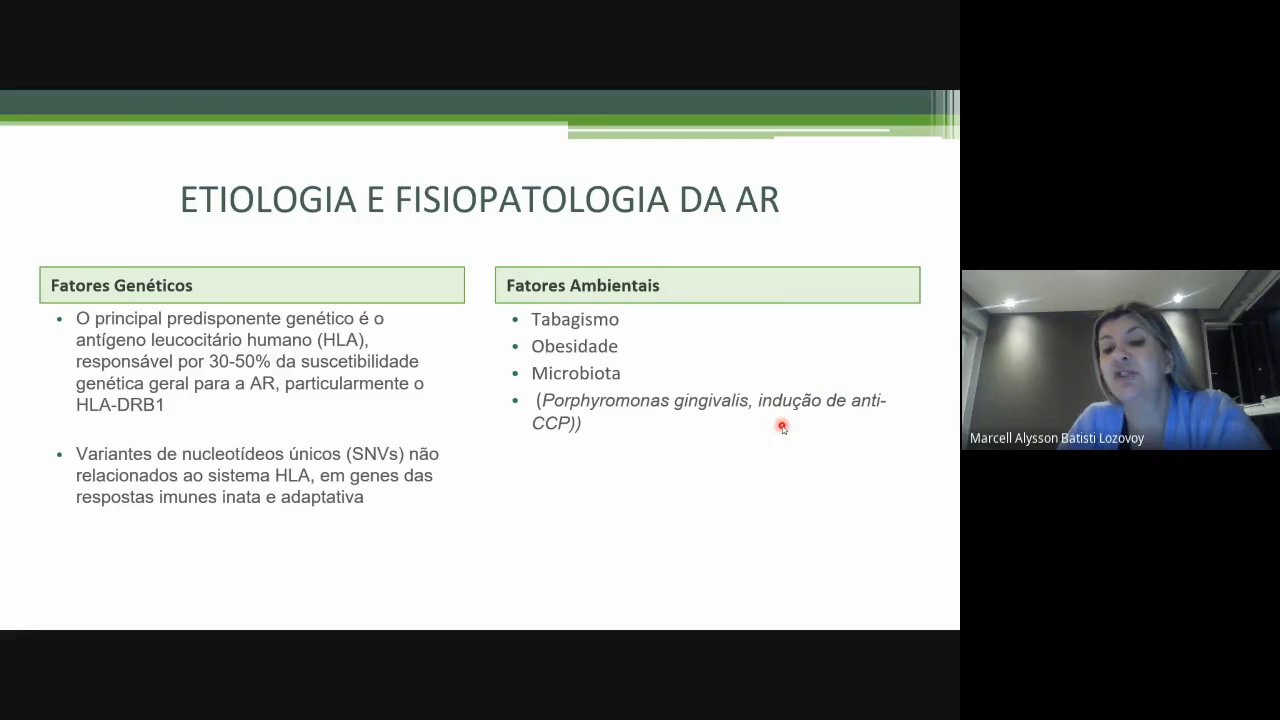 ETIOLOGIA E FISIOPATOLOGIA DA AR
Fatores Genéticos
• O principal predisponente genético é o
antígeno leucocitário humano (HLA),
responsável por 30-50% da suscetibilidade
genética geral para a AR, particularmente o
HLA-DRB1
• Variantes de nucleotídeos únicos (SNVs) não
relacionados ao sistema HLA, em genes das
respostas imunes inata e adaptativa
Fatores Ambientais
• Tabagismo
• Obesidade
• Microbiota
• (Porphyromonas gingivalis, indução de anti-
CCP))
Marcell Alysson Batisti Lozovoy